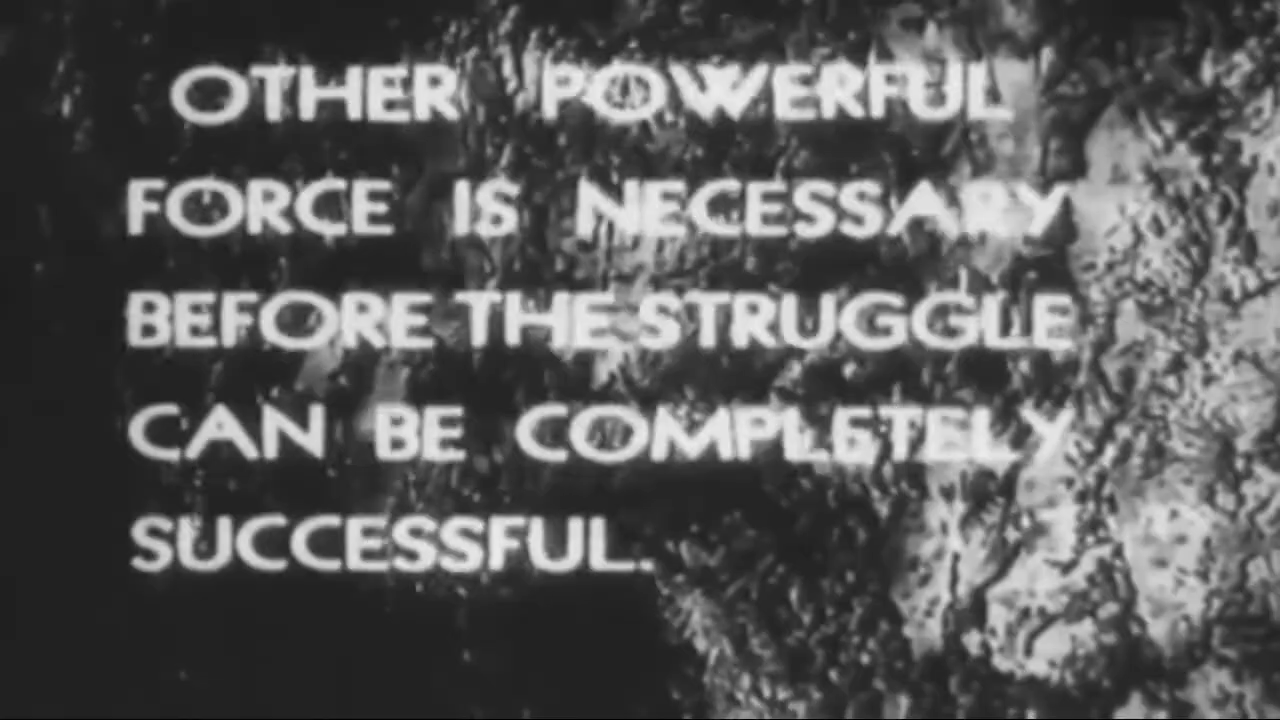 OTHER POWERFUL
FORCE IS NECESSARY
BEFORE THE STRUGGLE
CAN BE COMPLETELY
SUCCESSFUL.